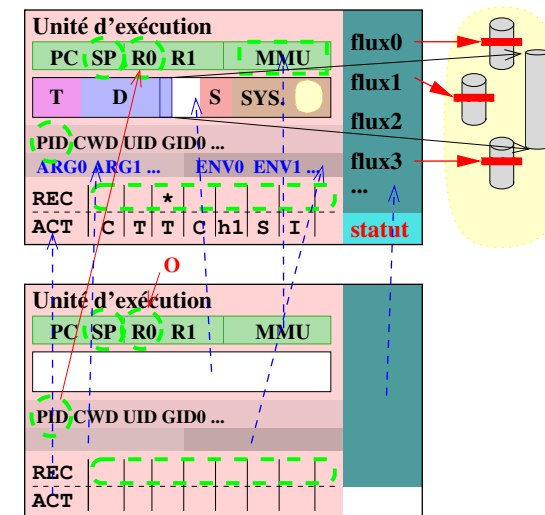 Unité d'exécution
PC SP R0 R1 MMU
flux0
flux1
T D S SYS.
flux2
PID CWD UID GID0 ...
ARG0 ARG1 ... ENV0 ENV1 ...
flux3
...
REC *
ACT C T T C h1 S I
statut
O
Unité d'exécution
PC SP R0 R1 MMU
PID CWD UID GID0 ...
REC
ACT